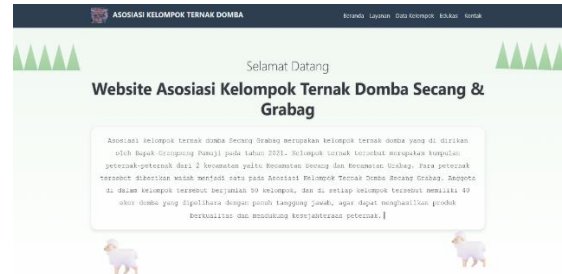 ASOSIASI KELOMPOK TERNAK DOMBA
Beranda Layanan Data Kelompok Edukasi Kontak
Selamat Datang
Website Asosiasi Kelompok Ternak Domba Secang &
Grabag
Asosiasi kelompok ternak domba Secang Grabag merupakan kelompok ternak domba yang di dirikan
oleh Bapak Pamuji pada tahun 2021. Kelompok ternak tersebut merupakan kumpulan
peternak-peternak dari 2 kecamatan yaitu Kecamatan Secang dan Kecamatan Grabag. Para peternak
tersebut diberikan wadah menjadi satu pada Asosiasi Kelompok Ternak Domba Secang Grabag. Anggota
di dalam kelompok tersebut berjumlah 50 kelompok, dan di setiap kelompok tersebut memiliki 40
ekor domba yang dipelihara dengan penuh tanggung jawab, agar dapat menghasilkan produk
berkualitas dan mendukung kesejahteraan peternak.